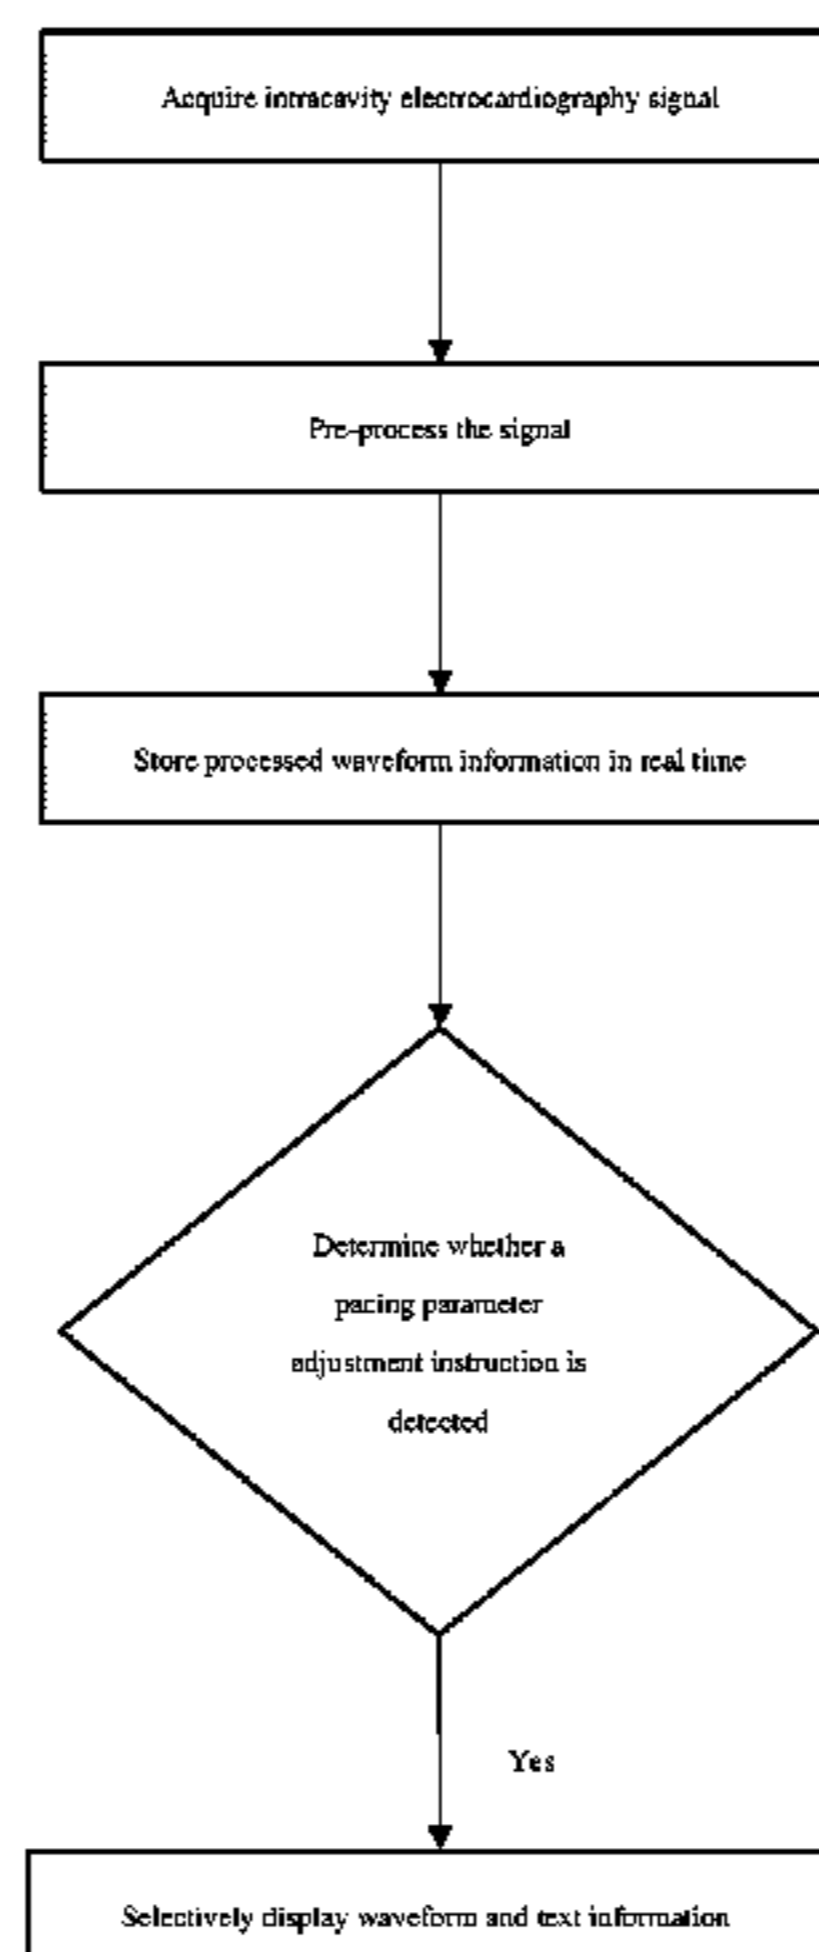 Acquire intracavity electrocardiography signal
Pre-process the signal
Store processed waveform information in real time
Determine whether a
pacing parameter
adjustment instruction is
detected
Yes
Selectively display waveform and text information